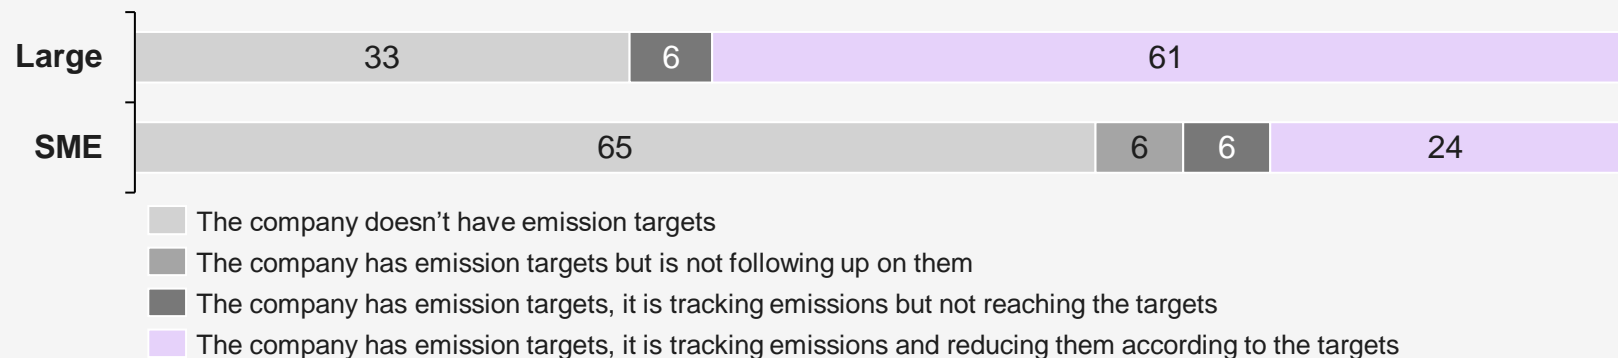 Large 33 6 61
SME 65 6 6 24
The company doesn’t have emission targets
The company has emission targets but is not following up on them
The company has emission targets, it is tracking emissions but not reaching the targets
The company has emission targets, it is tracking emissions and reducing them according to the targets